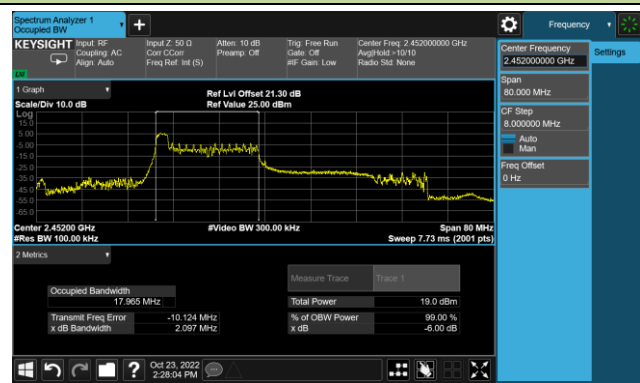 Spectrum Analyzer 1
Occupied BW
Frequency
KEYSIGHT
Input: RF
Coupling: AC
Align: Auto
Input Z: 50 Ω
Corr CCorr
Freq Ref: Int (S)
Atten: 10 dB
Preamp: Off
Trig: Free Run
Gate: Off
#IF Gain: Low
Center Freq: 2.452000000 GHz
Avg|Hold:>10/10
Radio Std: None
Center Frequency
2.452000000 GHz
Settings
Span
80.000 MHz
CF Step
8.000000 MHz
Auto
Man
Freq Offset
0 Hz
1 Graph
Scale/Div 10.0 dB
Ref Lvl Offset 21.30 dB
Ref Value 25.00 dBm
Log
15.0
5.00
-5.00
-15.0
-25.0
-35.0
-45.0
-55.0
-65.0
Center 2.45200 GHz
#Res BW 100.00 kHz
#Video BW 300.00 kHz
Span 80 MHz
Sweep 7.73 ms (2001 pts)
2 Metrics
Measure Trace
Trace 1
Occupied Bandwidth
17.965 MHz
Total Power
19.0 dBm
Transmit Freq Error
-10.124 MHz
% of OBW Power
99.00 %
x dB Bandwidth
2.097 MHz
x dB
-6.00 dB
Oct 23, 2022
2:28:04 PM